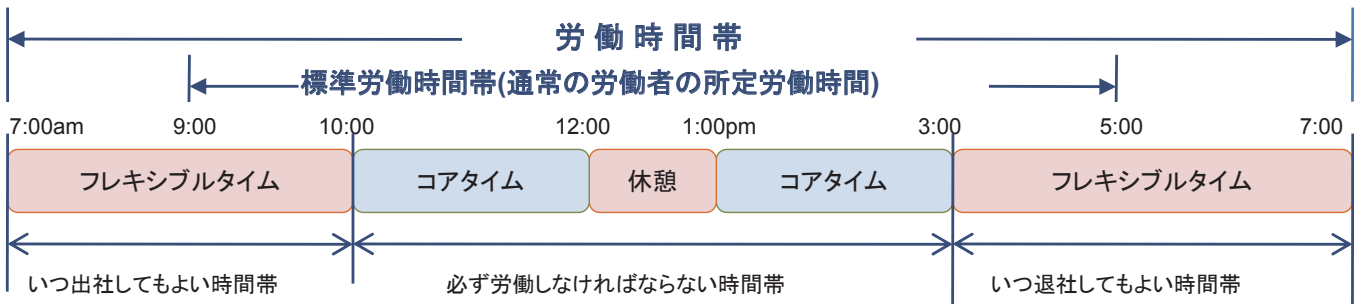 労働時間帯
標準労働時間帯(通常の労働者の所定労働時間)
7:00am 9:00 10:00 12:00 1:00pm 3:00 5:00 7:00
フレキシブルタイム コアタイム 休憩 コアタイム フレキシブルタイム
いつ出社してもよい時間帯 必ず労働しなければならない時間帯 いつ退社してもよい時間帯